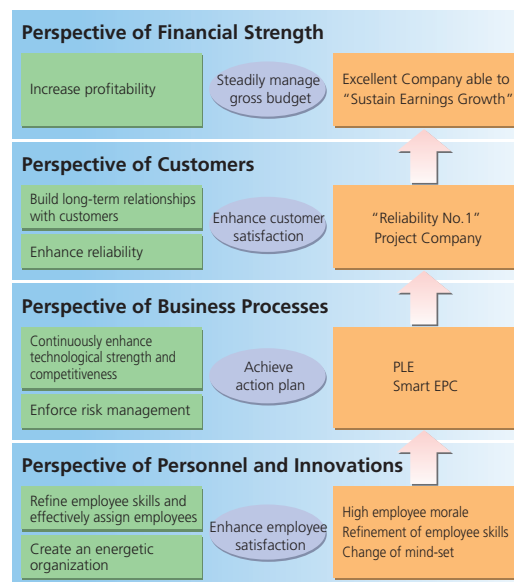 Perspective of Financial Strength
Increase profitability
Steadily manage
gross budget
Excellent Company able to
“Sustain Earnings Growth”
Perspective of Customers
Build long-term relationships
with customers
Enhance reliability
Enhance customer
satisfaction
“Reliability No.1”
Project Company
Perspective of Business Processes
Continuously enhance
technological strength and
competitiveness
Enforce risk management
Achieve
action plan
PLE
Smart EPC
Perspective of Personnel and Innovations
Refine employee skills and
effectively assign employees
Create an energetic
organization
Enhance employee
satisfaction
High employee morale
Refinement of employee skills
Change of mind-set